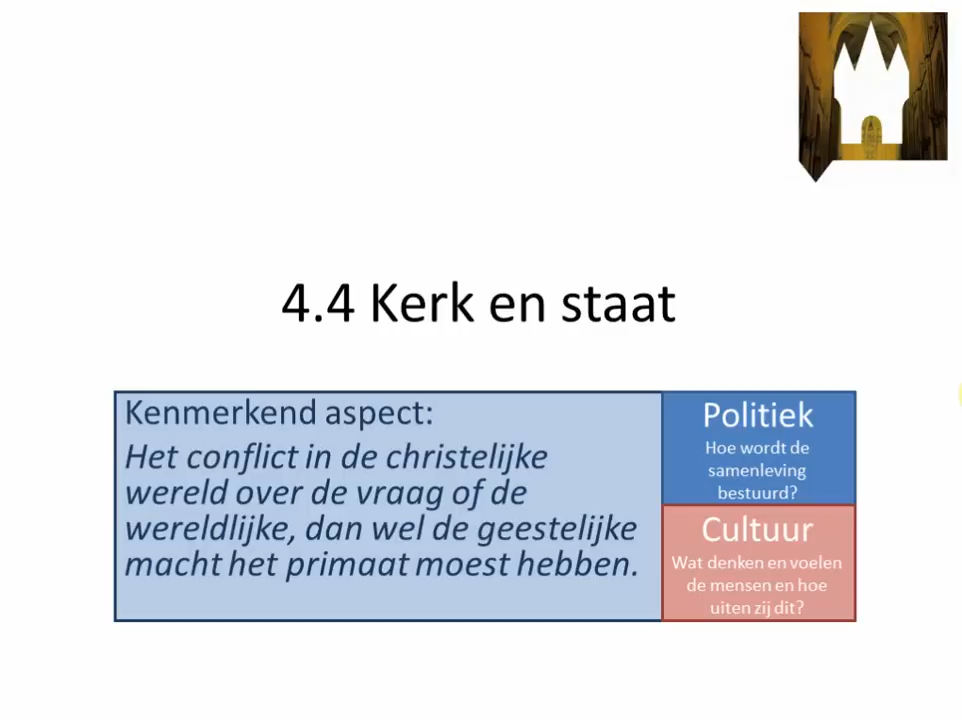 4.4 Kerk en staat
Kenmerkend aspect:
Het conflict in de christelijke
wereld over de vraag of de
wereldlijke, dan wel de geestelijke
macht het primaat moest hebben.
Politiek
Hoe wordt de
samenleving
bestuurd?
Cultuur
Wat denken en voelen
de mensen en hoe
uiten zij dit?